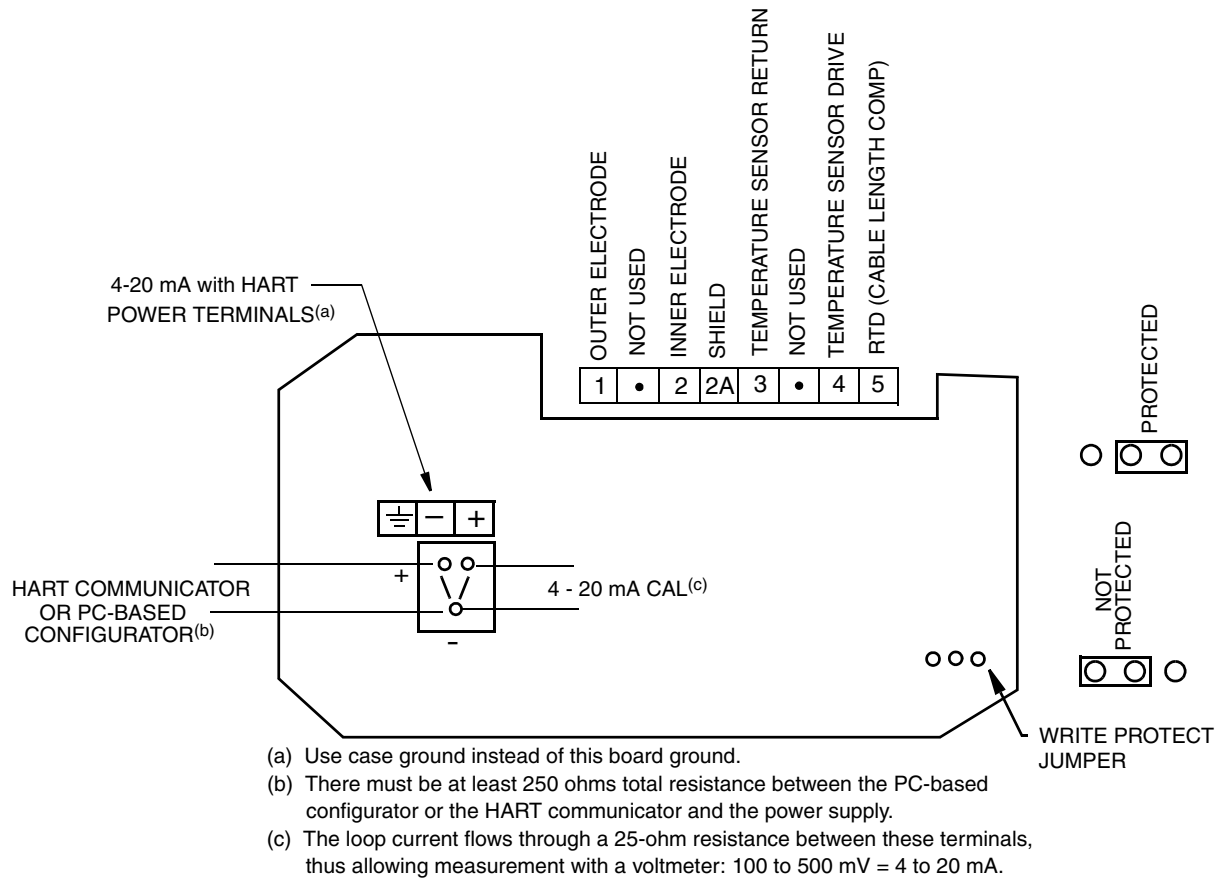 OUTER ELECTRODE
NOT USED
INNER ELECTRODE
SHIELD
TEMPERATURE SENSOR RETURN
NOT USED
TEMPERATURE SENSOR DRIVE
RTD (CABLE LENGTH COMP)
4-20 mA with HART
POWER TERMINALS(a)
1 • 2 2A 3 • 4 5
PROTECTED
− +
+
HART COMMUNICATOR
OR PC-BASED
CONFIGURATOR(b)
4 - 20 mA CAL(c)
-
NOT
PROTECTED
WRITE PROTECT
JUMPER
(a) Use case ground instead of this board ground.
(b) There must be at least 250 ohms total resistance between the PC-based
configurator or the HART communicator and the power supply.
(c) The loop current flows through a 25-ohm resistance between these terminals,
thus allowing measurement with a voltmeter: 100 to 500 mV = 4 to 20 mA.